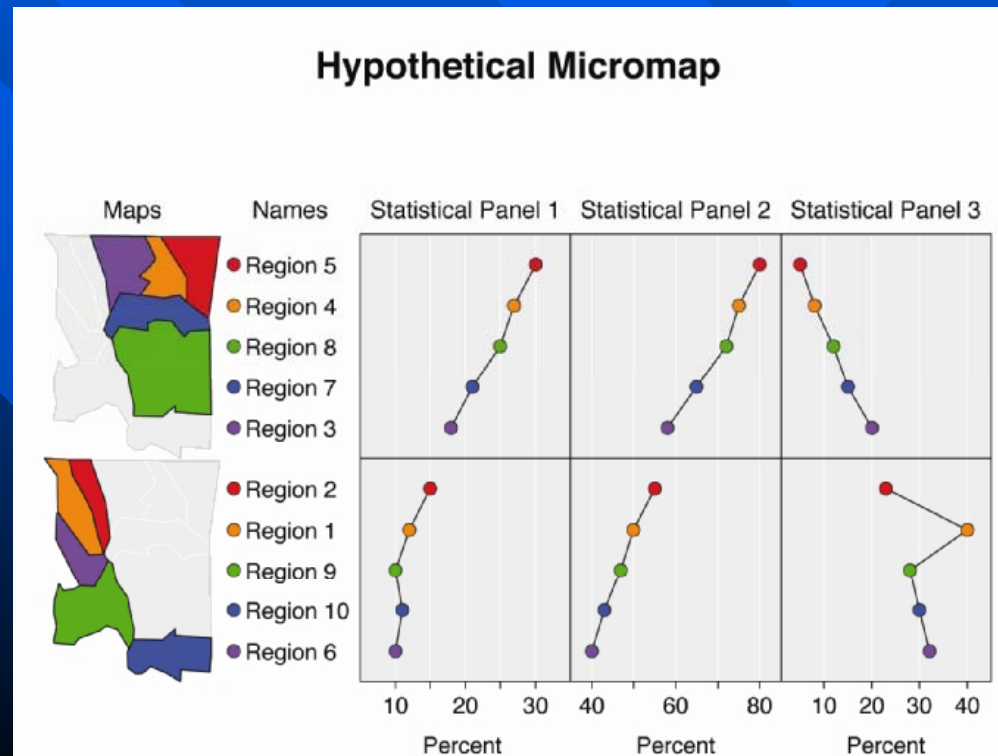 Hypothetical Micromap
Maps Names Statistical Panel 1 Statistical Panel 2 Statistical Panel 3
Region 5
Region 4
Region 8
Region 7
Region 3
Region 2
Region 1
Region 9
Region 10
Region 6
10 20 30 40 60 80 10 20 30 40
Percent Percent Percent